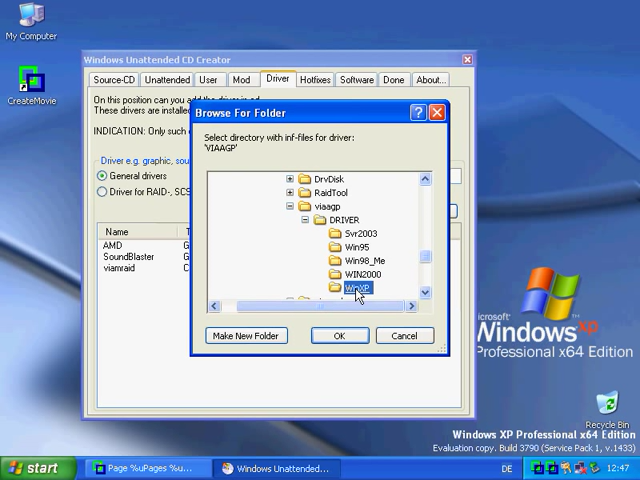 My Computer
CreateMovie
Windows Unattended CD Creator
Source-CD
Unattended
User
Mod
Driver
Hotfixes
Software
Done
About...
On this position can you add the driver in
These drivers are installed
INDICATION: Only such
Driver e.g. graphic, sou
General drivers
Driver for RAID-, SCS
Name
AMD
SoundBlaster
viamraid
Browse For Folder
Select directory with inf-files for driver:
'VIAAGP'
DrvDisk
RaidTool
viaagp
DRIVER
Svr2003
Win95
Win98_Me
WIN2000
WinXP
Make New Folder
OK
Cancel
Microsoft
Windows xp
Professional x64 Edition
Recycle Bin
Windows XP Professional x64 Edition
Evaluation copy. Build 3790 (Service Pack 1, v.1433)
start
Page %uPages %u...
Windows Unattended...
DE
12:47